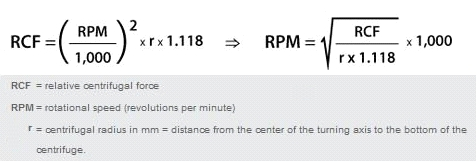 RCF = ( RPM / 1,000 )² x r x 1.118 ⇒ RPM = √( RCF / r x 1.118 ) x 1,000
RCF = relative centrifugal force
RPM = rotational speed (revolutions per minute)
r = centrifugal radius in mm = distance from the center of the turning axis to the bottom of the
centrifuge.